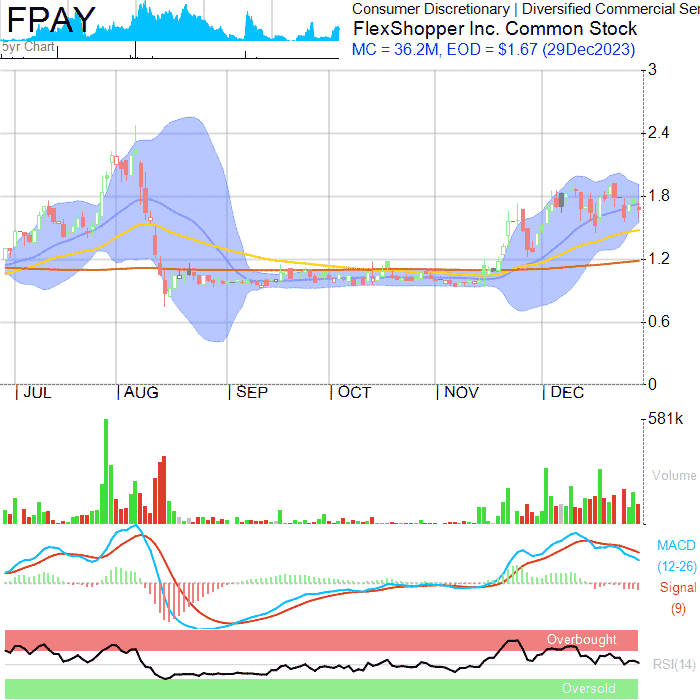 FPAY
5yr Chart
Consumer Discretionary | Diversified Commercial Ser
FlexShopper Inc. Common Stock
MC = 36.2M, EOD = $1.67 (29Dec2023)
3
2.4
1.8
1.2
0.6
0
JUL AUG SEP OCT NOV DEC
581k
Volume
MACD
(12-26)
Signal
(9)
Overbought
RSI(14)
Oversold